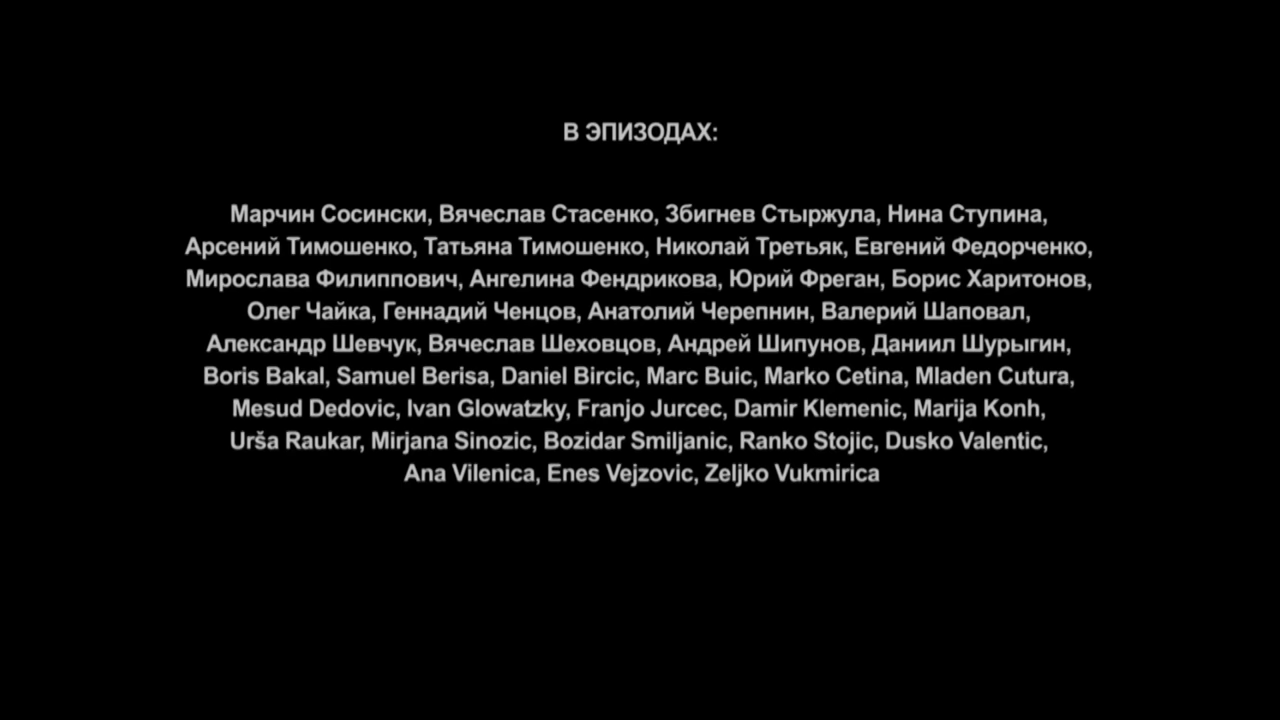 В ЭПИЗОДАХ:
Марчин Сосински, Вячеслав Стасенко, Збигнев Стыржула, Нина Ступина,
Арсений Тимошенко, Татьяна Тимошенко, Николай Третьяк, Евгений Федорченко,
Мирослава Филиппович, Ангелина Фендрикова, Юрий Фреган, Борис Харитонов,
Олег Чайка, Геннадий Ченцов, Анатолий Черепнин, Валерий Шаповал,
Александр Шевчук, Вячеслав Шеховцов, Андрей Шипунов, Даниил Шурыгин,
Boris Bakal, Samuel Berisa, Daniel Bircic, Marc Buic, Marko Cetina, Mladen Cutura,
Mesud Dedovic, Ivan Glowatzky, Franjo Jurcec, Damir Klemenic, Marija Konh,
Urša Raukar, Mirjana Sinozic, Bozidar Smiljanic, Ranko Stojic, Dusko Valentic,
Ana Vilenica, Enes Vejzovic, Zeljko Vukmirica